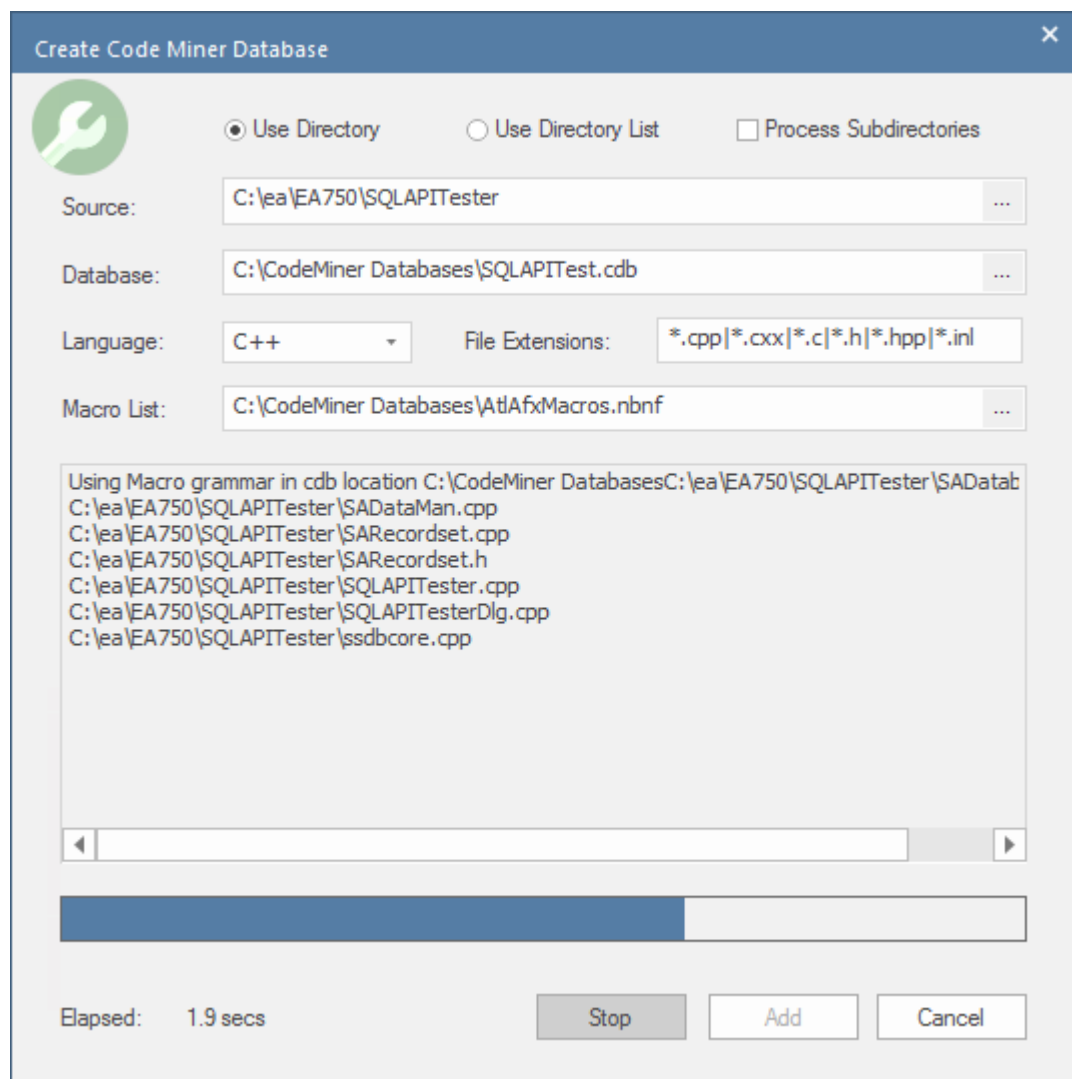 Create Code Miner Database
Use Directory Use Directory List Process Subdirectories
Source: C:\ea\EA750\SQLAPITester ...
Database: C:\CodeMiner Databases\SQLAPITest.cdb ...
Language: C++ File Extensions: *.cpp|*.cxx|*.c|*.h|*.hpp|*.inl
Macro List: C:\CodeMiner Databases\AtlAfxMacros.nbnf ...
Using Macro grammar in cdb location C:\CodeMiner DatabasesC:\ea\EA750\SQLAPITester\SADatab
C:\ea\EA750\SQLAPITester\SADataMan.cpp
C:\ea\EA750\SQLAPITester\SARecordset.cpp
C:\ea\EA750\SQLAPITester\SARecordset.h
C:\ea\EA750\SQLAPITester\SQLAPITester.cpp
C:\ea\EA750\SQLAPITester\SQLAPITesterDlg.cpp
C:\ea\EA750\SQLAPITester\ssdbcore.cpp
Elapsed: 1.9 secs Stop Add Cancel